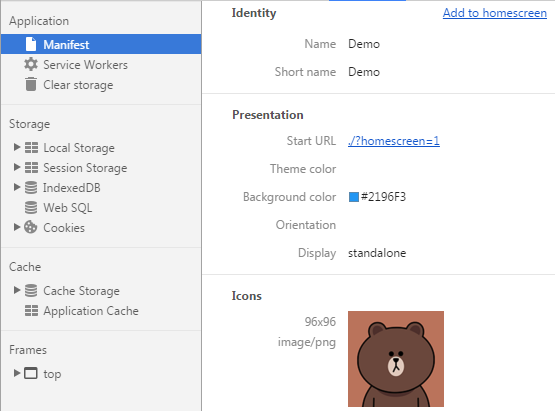 Application
Manifest
Service Workers
Clear storage
Storage
Local Storage
Session Storage
IndexedDB
Web SQL
Cookies
Cache
Cache Storage
Application Cache
Frames
top
Identity Add to homescreen
Name Demo
Short name Demo
Presentation
Start URL ./?homescreen=1
Theme color
Background color #2196F3
Orientation
Display standalone
Icons
96x96
image/png